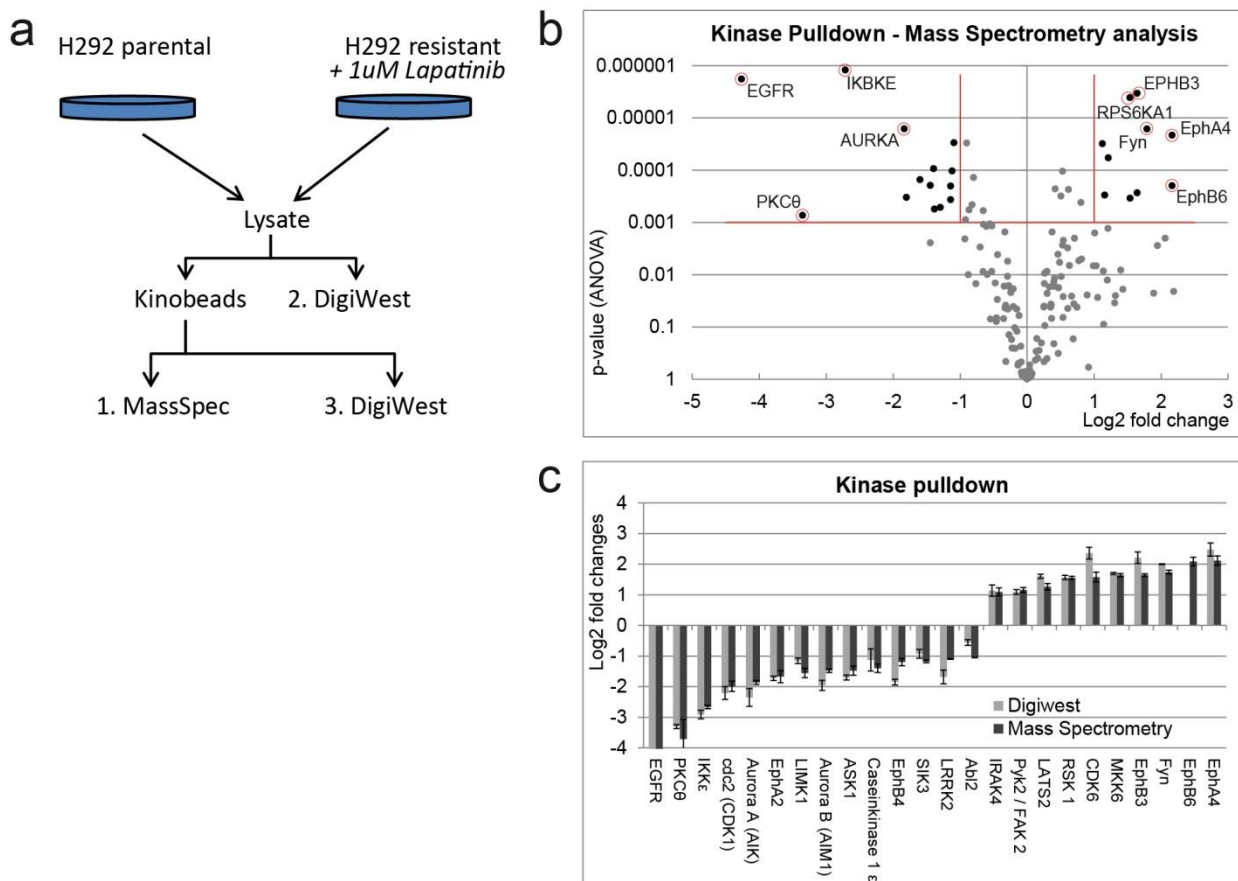 a
H292 parental
H292 resistant
+ 1uM Lapatinib
Lysate
Kinobeads
2. DigiWest
1. MassSpec
3. DigiWest
b
Kinase Pulldown - Mass Spectrometry analysis
p-value (ANOVA)
0.000001
0.00001
0.0001
0.001
0.01
0.1
1
EGFR
IKBKE
AURKA
PKCθ
EPHB3
RPS6KA1
EphA4
Fyn
EphB6
-5 -4 -3 -2 -1 0 1 2 3
Log2 fold change
c
Kinase pulldown
Log2 fold changes
4
3
2
1
0
-1
-2
-3
-4
Digiwest
Mass Spectrometry
EGFR
PKCθ
IKKε
cdc2 (CDK1)
Aurora A (AIK)
EphA2
LIMK1
Aurora B (AIM1)
ASK1
Caseinkinase 1 ε
EphB4
SIK3
LRRK2
Abl2
IRAK4
Pyk2 / FAK 2
LATS2
RSK 1
CDK6
MKK6
EphB3
Fyn
EphB6
EphA4